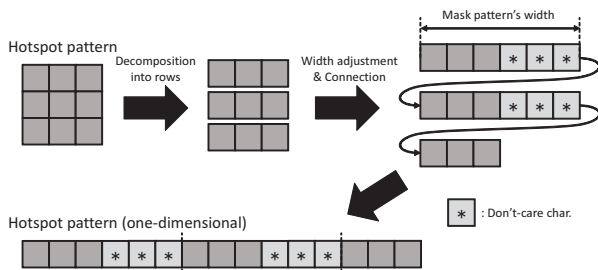 Mask pattern's width
Hotspot pattern
Decomposition
into rows
Width adjustment
& Connection
* * *
* * *
Hotspot pattern (one-dimensional)
* : Don't-care char.
* * * * * *